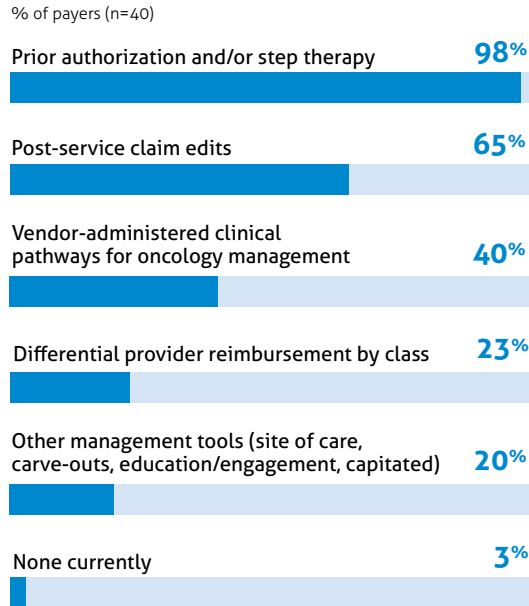 % of payers (n=40)
Prior authorization and/or step therapy 98%
Post-service claim edits 65%
Vendor-administered clinical
pathways for oncology management 40%
Differential provider reimbursement by class 23%
Other management tools (site of care,
carve-outs, education/engagement, capitated) 20%
None currently 3%